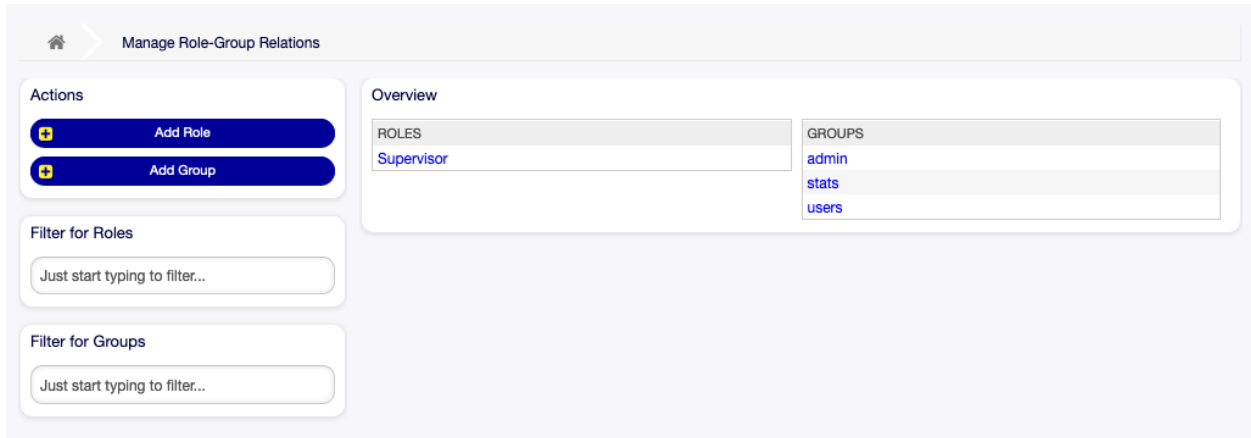 Manage Role-Group Relations
Actions
Add Role
Add Group
Filter for Roles
Just start typing to filter...
Filter for Groups
Just start typing to filter...
Overview
ROLES
Supervisor
GROUPS
admin
stats
users